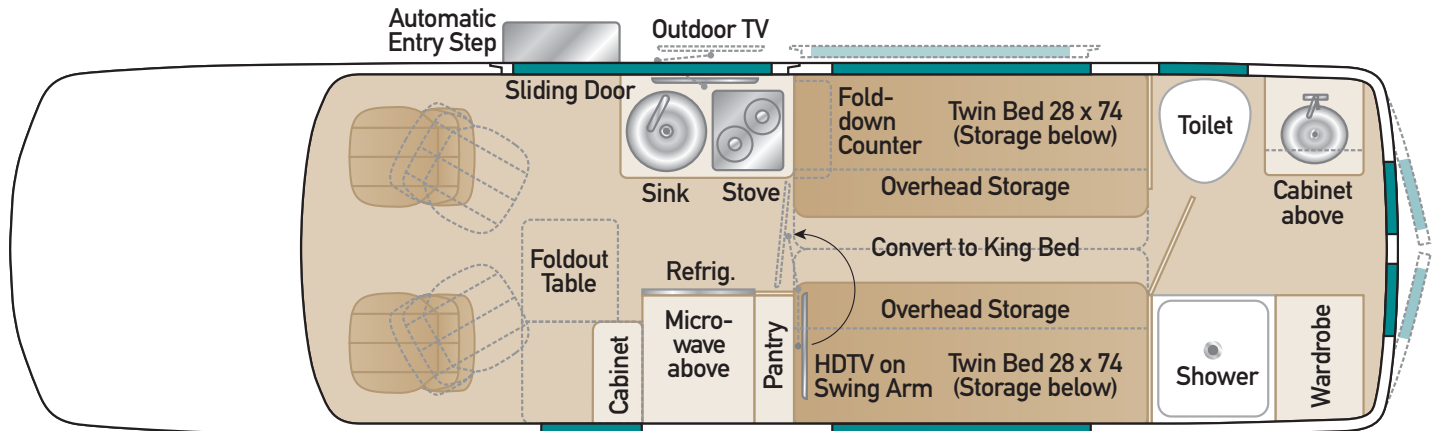 Automatic
Entry Step
Outdoor TV
Sliding Door
Sink
Stove
Fold-
down
Counter
Twin Bed 28 x 74
(Storage below)
Overhead Storage
Toilet
Cabinet
above
Convert to King Bed
Foldout
Table
Refrig.
Micro-
wave
above
Cabinet
Pantry
Overhead Storage
HDTV on
Swing Arm
Twin Bed 28 x 74
(Storage below)
Shower
Wardrobe